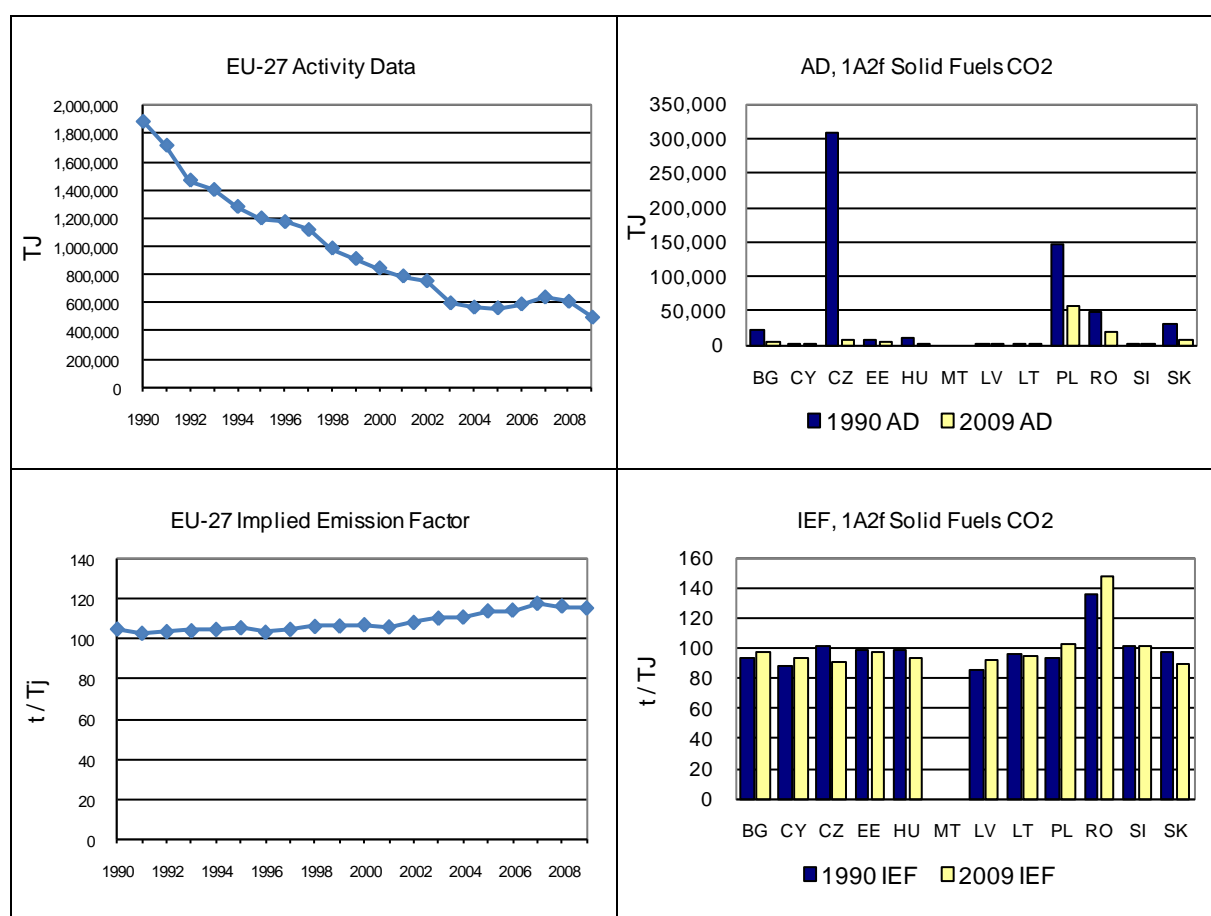 EU-27 Activity Data
2,000,000
1,800,000
1,600,000
1,400,000
1,200,000
1,000,000
800,000
600,000
400,000
200,000
0
TJ
1990 1992 1994 1996 1998 2000 2002 2004 2006 2008
AD, 1A2f Solid Fuels CO2
350,000
300,000
250,000
200,000
150,000
100,000
50,000
0
TJ
BG CY CZ EE HU MT LV LT PL RO SI SK
1990 AD 2009 AD
EU-27 Implied Emission Factor
140
120
100
80
60
40
20
0
t / Tj
1990 1992 1994 1996 1998 2000 2002 2004 2006 2008
IEF, 1A2f Solid Fuels CO2
160
140
120
100
80
60
40
20
0
t / TJ
BG CY CZ EE HU MT LV LT PL RO SI SK
1990 IEF 2009 IEF